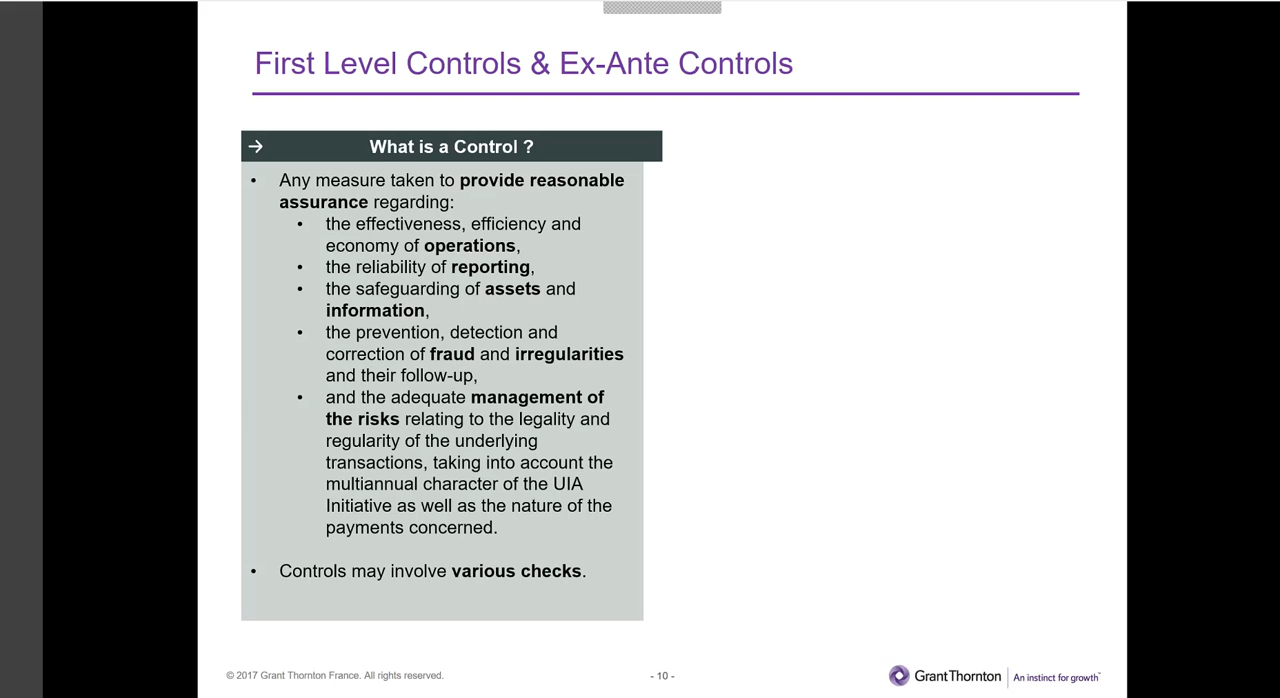 First Level Controls & Ex-Ante Controls
→ What is a Control ?
• Any measure taken to provide reasonable
assurance regarding:
• the effectiveness, efficiency and
economy of operations,
• the reliability of reporting,
• the safeguarding of assets and
information,
• the prevention, detection and
correction of fraud and irregularities
and their follow-up,
• and the adequate management of
the risks relating to the legality and
regularity of the underlying
transactions, taking into account the
multiannual character of the UIA
Initiative as well as the nature of the
payments concerned.
• Controls may involve various checks.
© 2017 Grant Thornton France. All rights reserved.
- 10 -
GrantThornton
An instinct for growth™